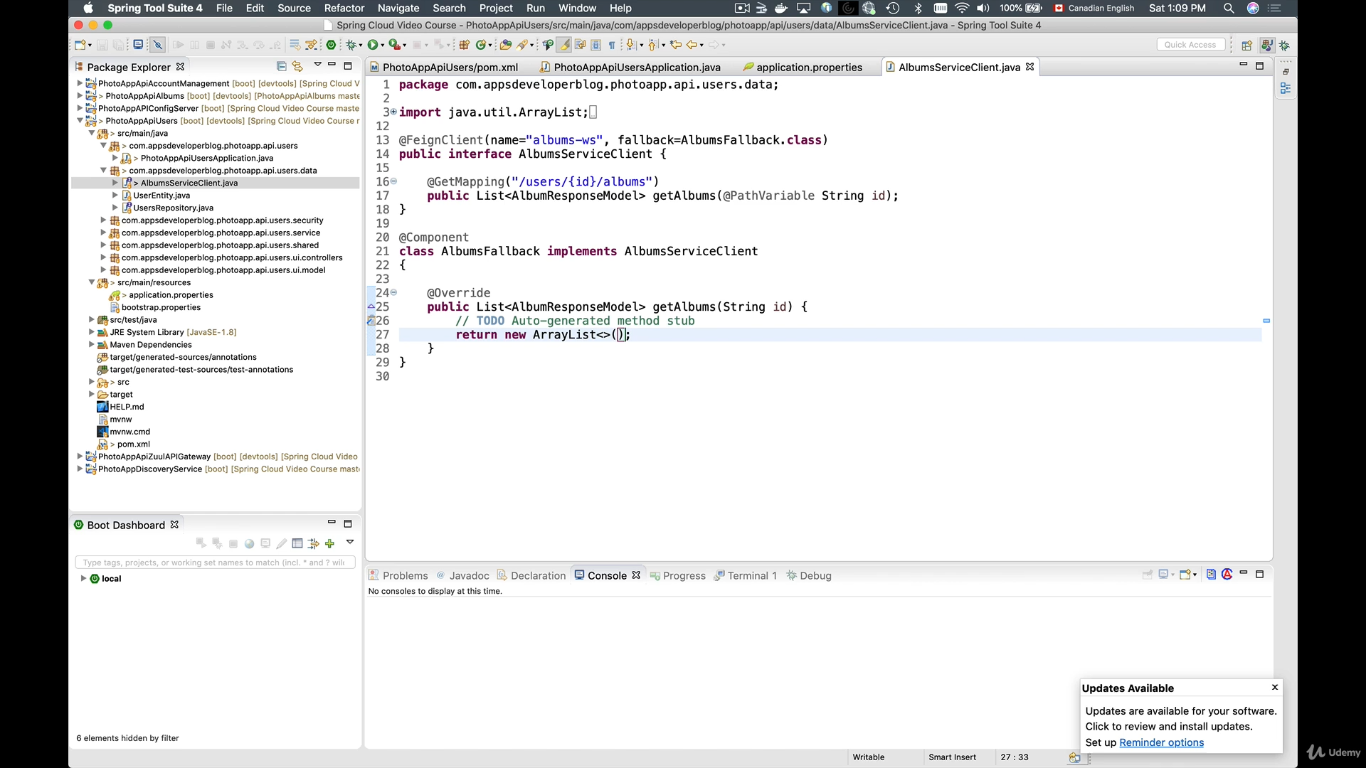 Spring Tool Suite 4 File Edit Source Refactor Navigate Search Project Run Window Help 100% Canadian English Sat 1:09 PM
Spring Cloud Video Course - PhotoAppApiUsers/src/main/java/com/appsdeveloperblog/photoapp/api/users/data/AlbumsServiceClient.java - Spring Tool Suite 4
Quick Access
Package Explorer
PhotoAppApiAccountManagement [boot] [devtools] [Spring Cloud
> PhotoAppApiAlbums [boot] [devtools] [PhotoAppApiAlbums m
PhotoAppAPIConfigServer [boot] [Spring Cloud Video Course mas
PhotoAppApiUsers [boot] [devtools] [Spring Cloud Video Course
src/main/java
com.appsdeveloperblog.photoapp.api.users
> PhotoAppApiUsersApplication.java
> com.appsdeveloperblog.photoapp.api.users.data
> AlbumsServiceClient.java
UserEntity.java
UsersRepository.java
com.appsdeveloperblog.photoapp.api.users.security
com.appsdeveloperblog.photoapp.api.users.service
com.appsdeveloperblog.photoapp.api.users.shared
com.appsdeveloperblog.photoapp.api.users.ui.controllers
com.appsdeveloperblog.photoapp.api.users.ui.model
src/main/resources
> application.properties
bootstrap.properties
src/test/java
JRE System Library [JavaSE-1.8]
Maven Dependencies
target/generated-sources/annotations
target/generated-test-sources/test-annotations
> src
target
HELP.md
mvnw
mvnw.cmd
> pom.xml
PhotoAppApiZuulAPIGateway [boot] [devtools] [Spring Cloud Video
PhotoAppDiscoveryService [boot] [Spring Cloud Video Course maste
PhotoAppApiUsers/pom.xml PhotoAppApiUsersApplication.java application.properties AlbumsServiceClient.java
1 package com.appsdeveloperblog.photoapp.api.users.data;
2
3 import java.util.ArrayList;
12
13 @FeignClient(name="albums-ws", fallback=AlbumsFallback.class)
14 public interface AlbumsServiceClient {
15
16 @GetMapping("/users/{id}/albums")
17 public List<AlbumResponseModel> getAlbums(@PathVariable String id);
18 }
19
20 @Component
21 class AlbumsFallback implements AlbumsServiceClient
22 {
23
24 @Override
25 public List<AlbumResponseModel> getAlbums(String id) {
26 // TODO Auto-generated method stub
27 return new ArrayList<>();
28 }
29 }
30
Boot Dashboard
Type tags, projects, or working set names to match (incl. * and ? wil
local
6 elements hidden by filter
Problems Javadoc Declaration Console Progress Terminal 1 Debug
No consoles to display at this time.
Updates Available
Updates are available for your software.
Click to review and install updates.
Set up Reminder options
Writable Smart Insert 27 : 33
Udemy